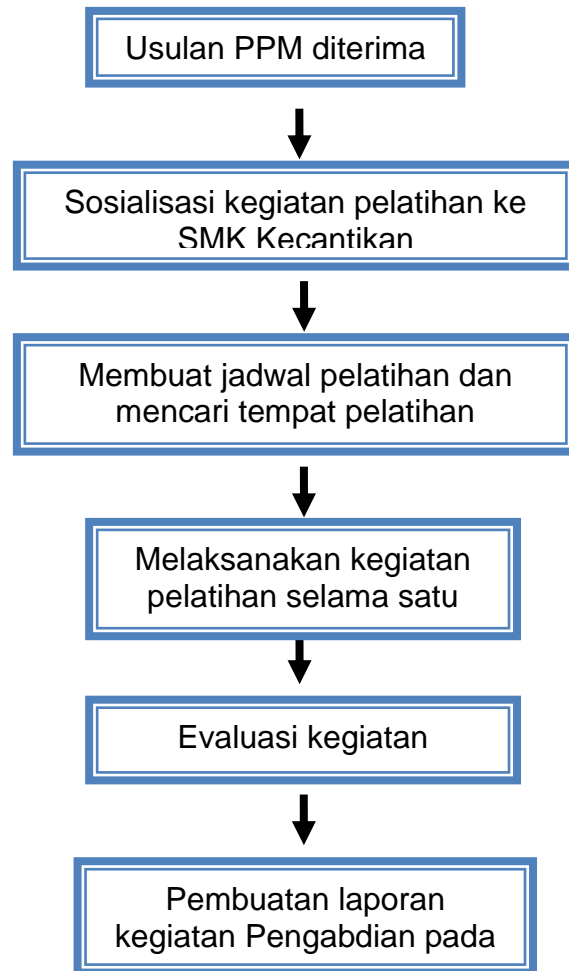 Usulan PPM diterima
Sosialisasi kegiatan pelatihan ke
SMK Kecantikan
Membuat jadwal pelatihan dan
mencari tempat pelatihan
Melaksanakan kegiatan
pelatihan selama satu
Evaluasi kegiatan
Pembuatan laporan
kegiatan Pengabdian pada